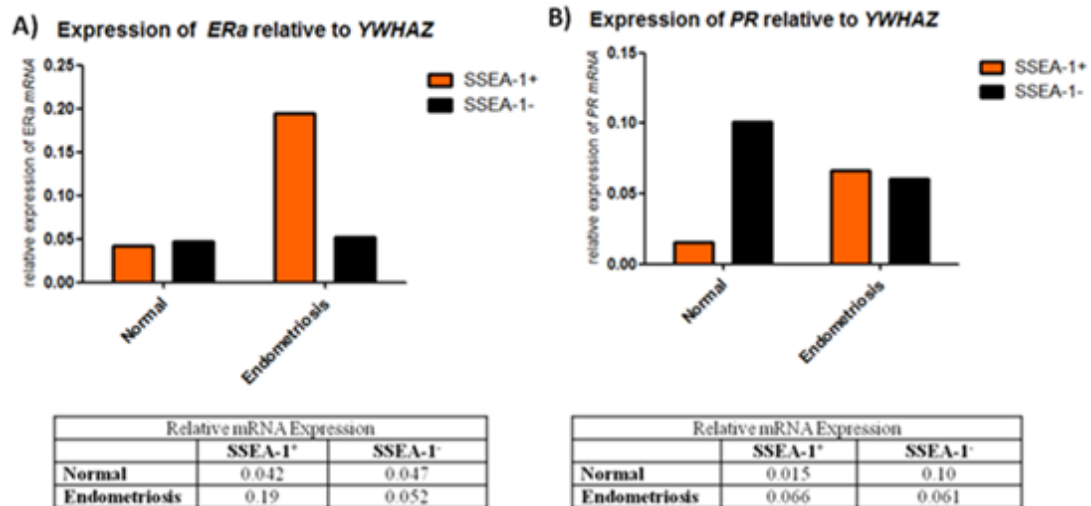 A) Expression of ERa relative to YWHAZ
relative expression of ERa mRNA
0.25
0.20
0.15
0.10
0.05
0.00
SSEA-1+
SSEA-1-
Normal
Endometriosis
Relative mRNA Expression
SSEA-1+ SSEA-1-
Normal 0.042 0.047
Endometriosis 0.19 0.052
B) Expression of PR relative to YWHAZ
relative expression of PR mRNA
0.15
0.10
0.05
0.00
SSEA-1+
SSEA-1-
Normal
Endometriosis
Relative mRNA Expression
SSEA-1+ SSEA-1-
Normal 0.015 0.10
Endometriosis 0.066 0.061